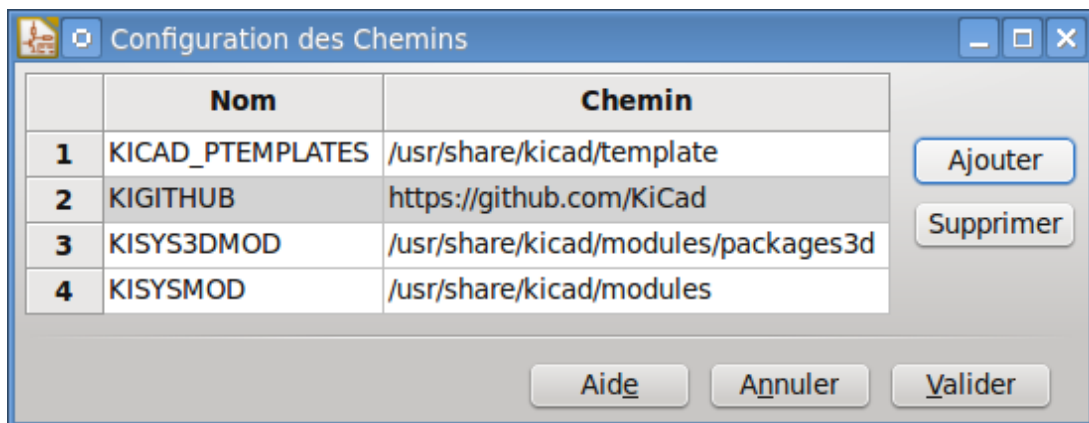 Configuration des Chemins
Nom Chemin
1 KICAD_PTEMPLATES /usr/share/kicad/template
2 KIGITHUB https://github.com/KiCad
3 KISYS3DMOD /usr/share/kicad/modules/packages3d
4 KISYSMOD /usr/share/kicad/modules
Ajouter
Supprimer
Aide Annuler Valider